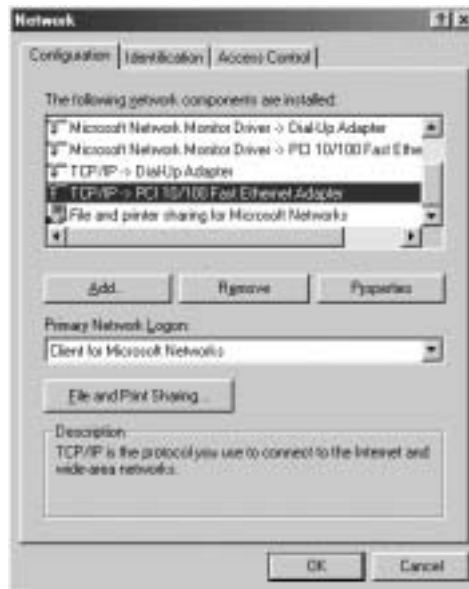 Network
Configuration Identification Access Control
The following network components are installed:
Microsoft Network Monitor Driver -> Dial-Up Adapter
Microsoft Network Monitor Driver -> PCI 10/100 Fast Ethe
TCP/IP -> Dial-Up Adapter
TCP/IP -> PCI 10/100 Fast Ethernet Adapter
File and printer sharing for Microsoft Networks
Add... Remove Properties
Primary Network Logon:
Client for Microsoft Networks
File and Print Sharing...
Description
TCP/IP is the protocol you use to connect to the Internet and
wide-area networks.
OK Cancel